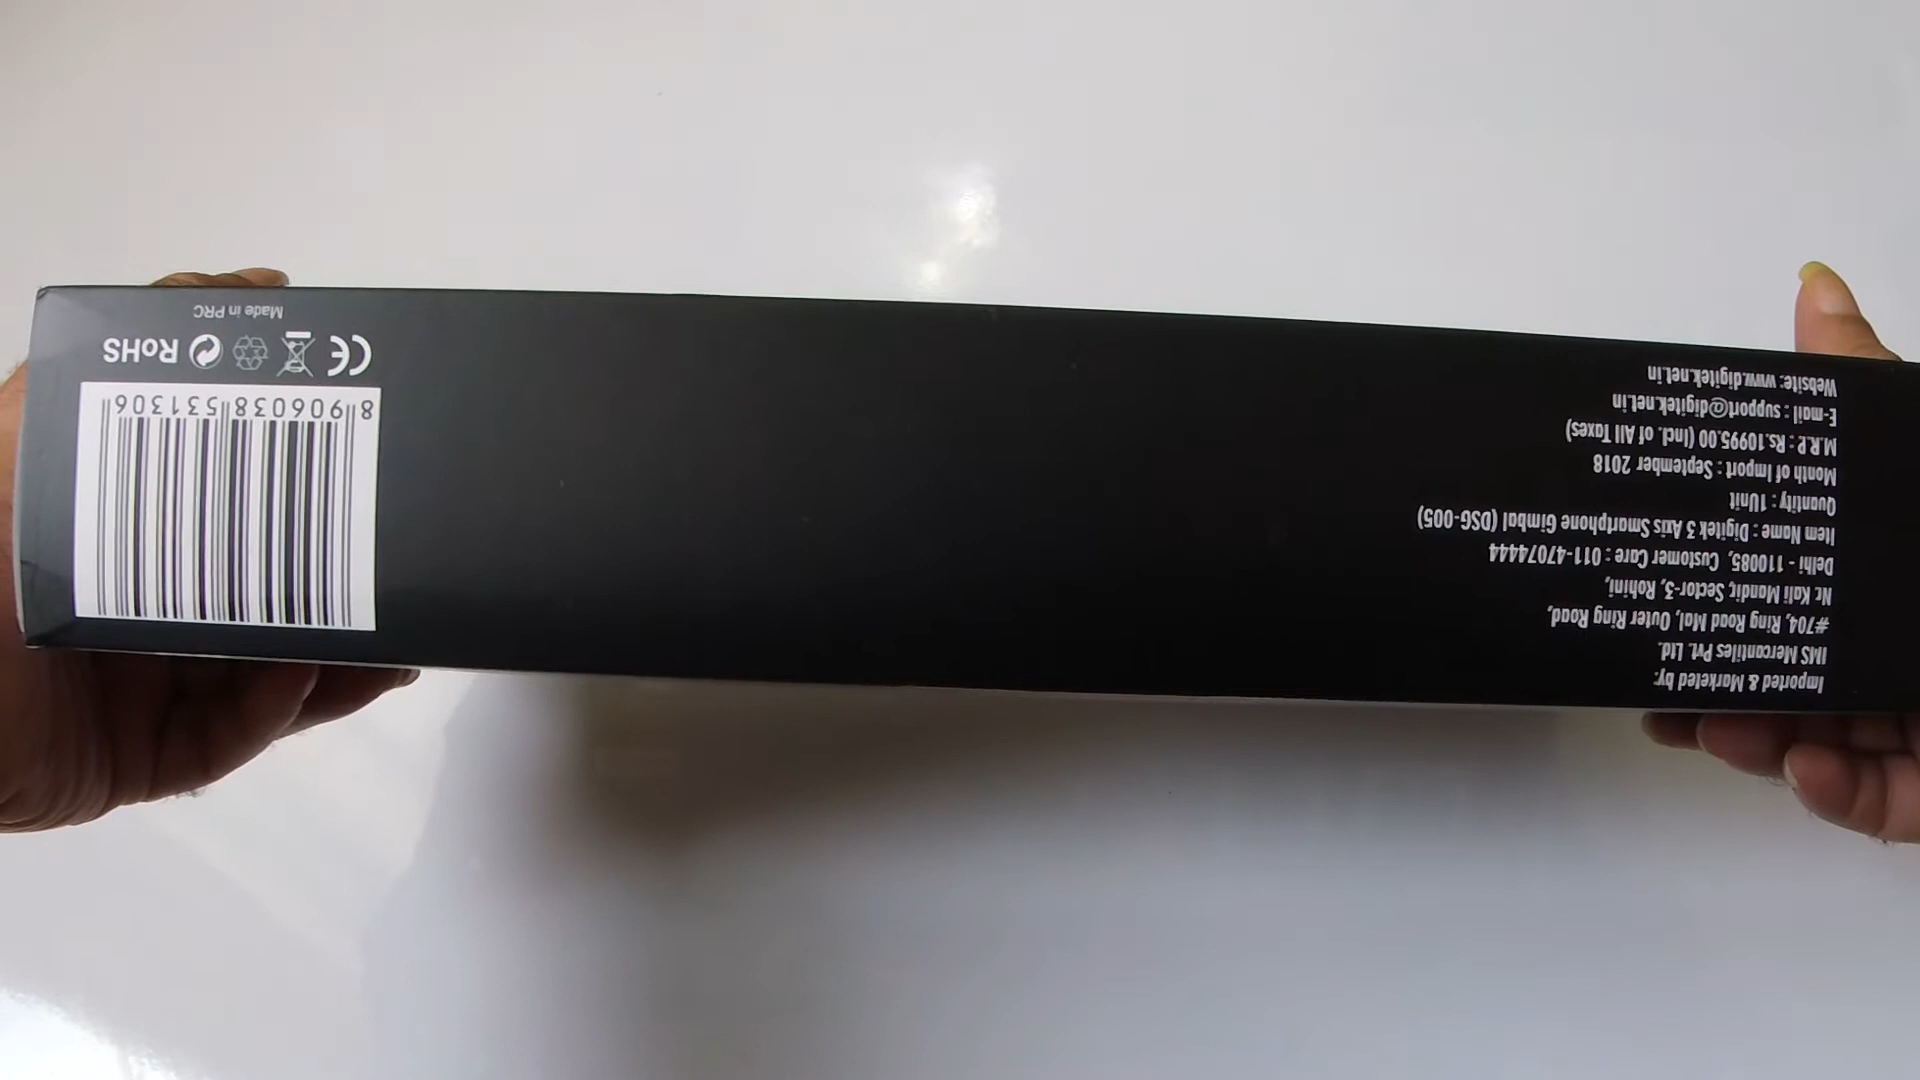 Imported & Marketed by:
IMS Mercantiles Pvt. Ltd.
#704, Ring Road Mal, Outer Ring Road,
Nr. Kali Mandir, Sector-3, Rohini,
Delhi - 110085, Customer Care : 011-47074444
Item Name : Digitek 3 Axis Smartphone Gimbal (DSG-005)
Quantity : 1Unit
Month of Import : September 2018
M.R.P. : Rs.10995.00 (Incl. of All Taxes)
E-mail : support@digitek.net.in
Website: www.digitek.net.in
8 906038 531306
CE RoHS
Made in PRC